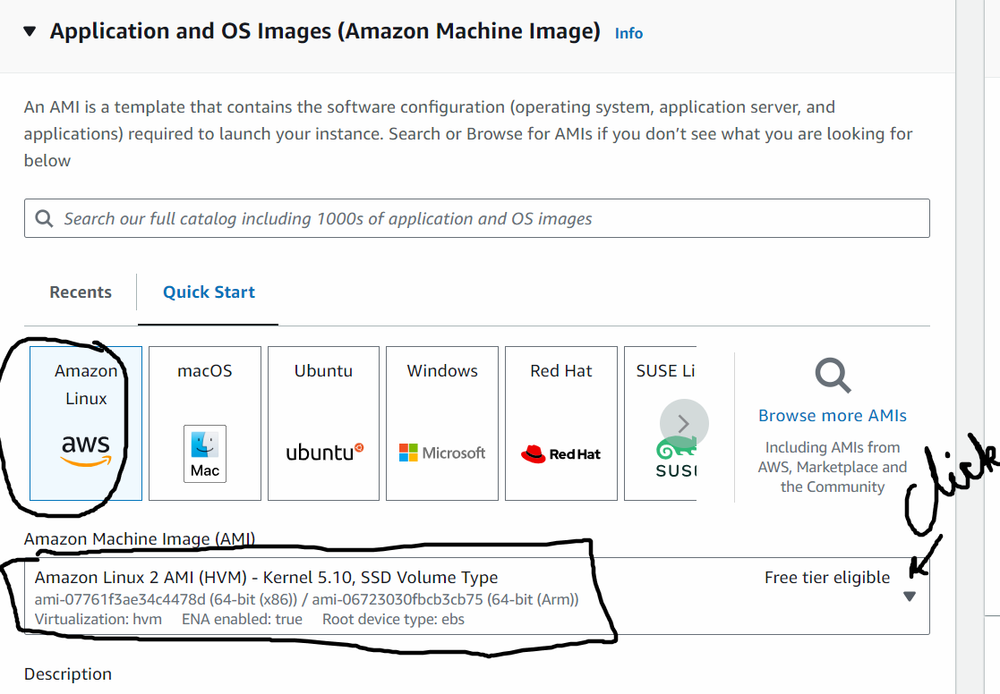 Application and OS Images (Amazon Machine Image) Info
An AMI is a template that contains the software configuration (operating system, application server, and
applications) required to launch your instance. Search or Browse for AMIs if you don’t see what you are looking for
below
Search our full catalog including 1000s of application and OS images
Recents
Quick Start
Amazon
Linux
aws
macOS
Mac
Ubuntu
ubuntu
Windows
Microsoft
Red Hat
Red Hat
SUSE Li
SUS
Browse more AMIs
Including AMIs from
AWS, Marketplace and
the Community
click
Amazon Machine Image (AMI)
Amazon Linux 2 AMI (HVM) - Kernel 5.10, SSD Volume Type
Free tier eligible
ami-07761f3ae34c4478d (64-bit (x86)) / ami-06723030fbcb3cb75 (64-bit (Arm))
Virtualization: hvm ENA enabled: true Root device type: ebs
Description